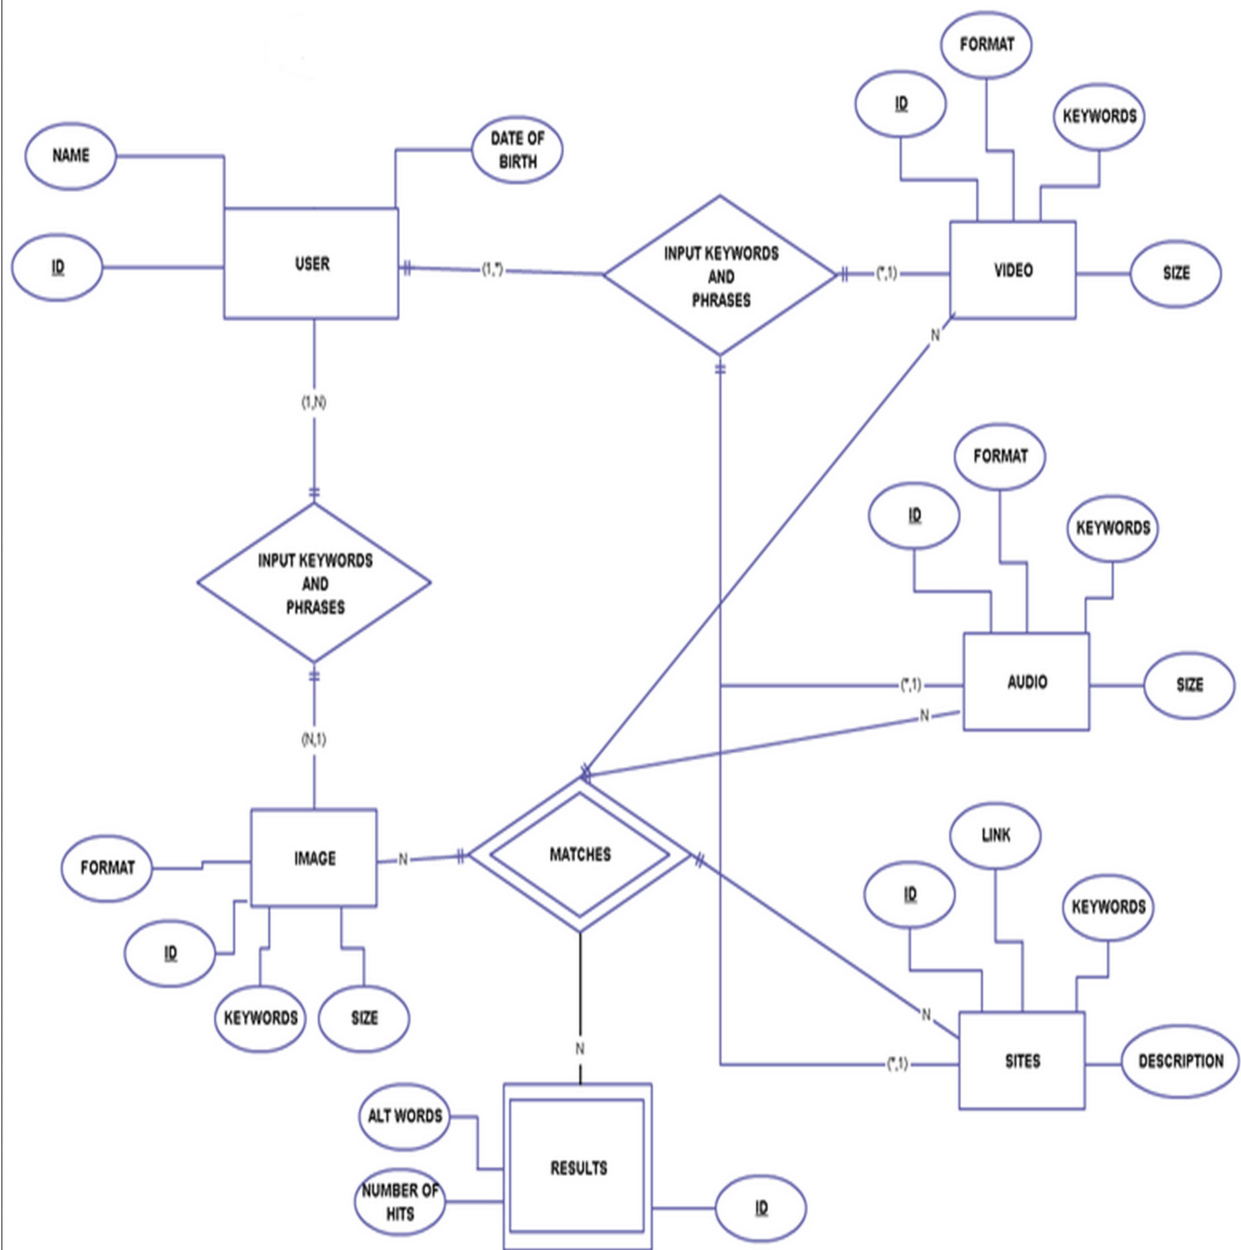 FORMAT
ID
KEYWORDS
NAME
DATE OF
BIRTH
ID
USER
(1,*)
INPUT KEYWORDS
AND
PHRASES
(*,1)
VIDEO
SIZE
N
(1,N)
FORMAT
ID
KEYWORDS
INPUT KEYWORDS
AND
PHRASES
(*,1)
AUDIO
SIZE
N
(N,1)
LINK
IMAGE
N
MATCHES
FORMAT
ID
KEYWORDS
ID
KEYWORDS
SIZE
N
(*,1)
SITES
DESCRIPTION
N
ALT WORDS
RESULTS
NUMBER OF
HITS
ID